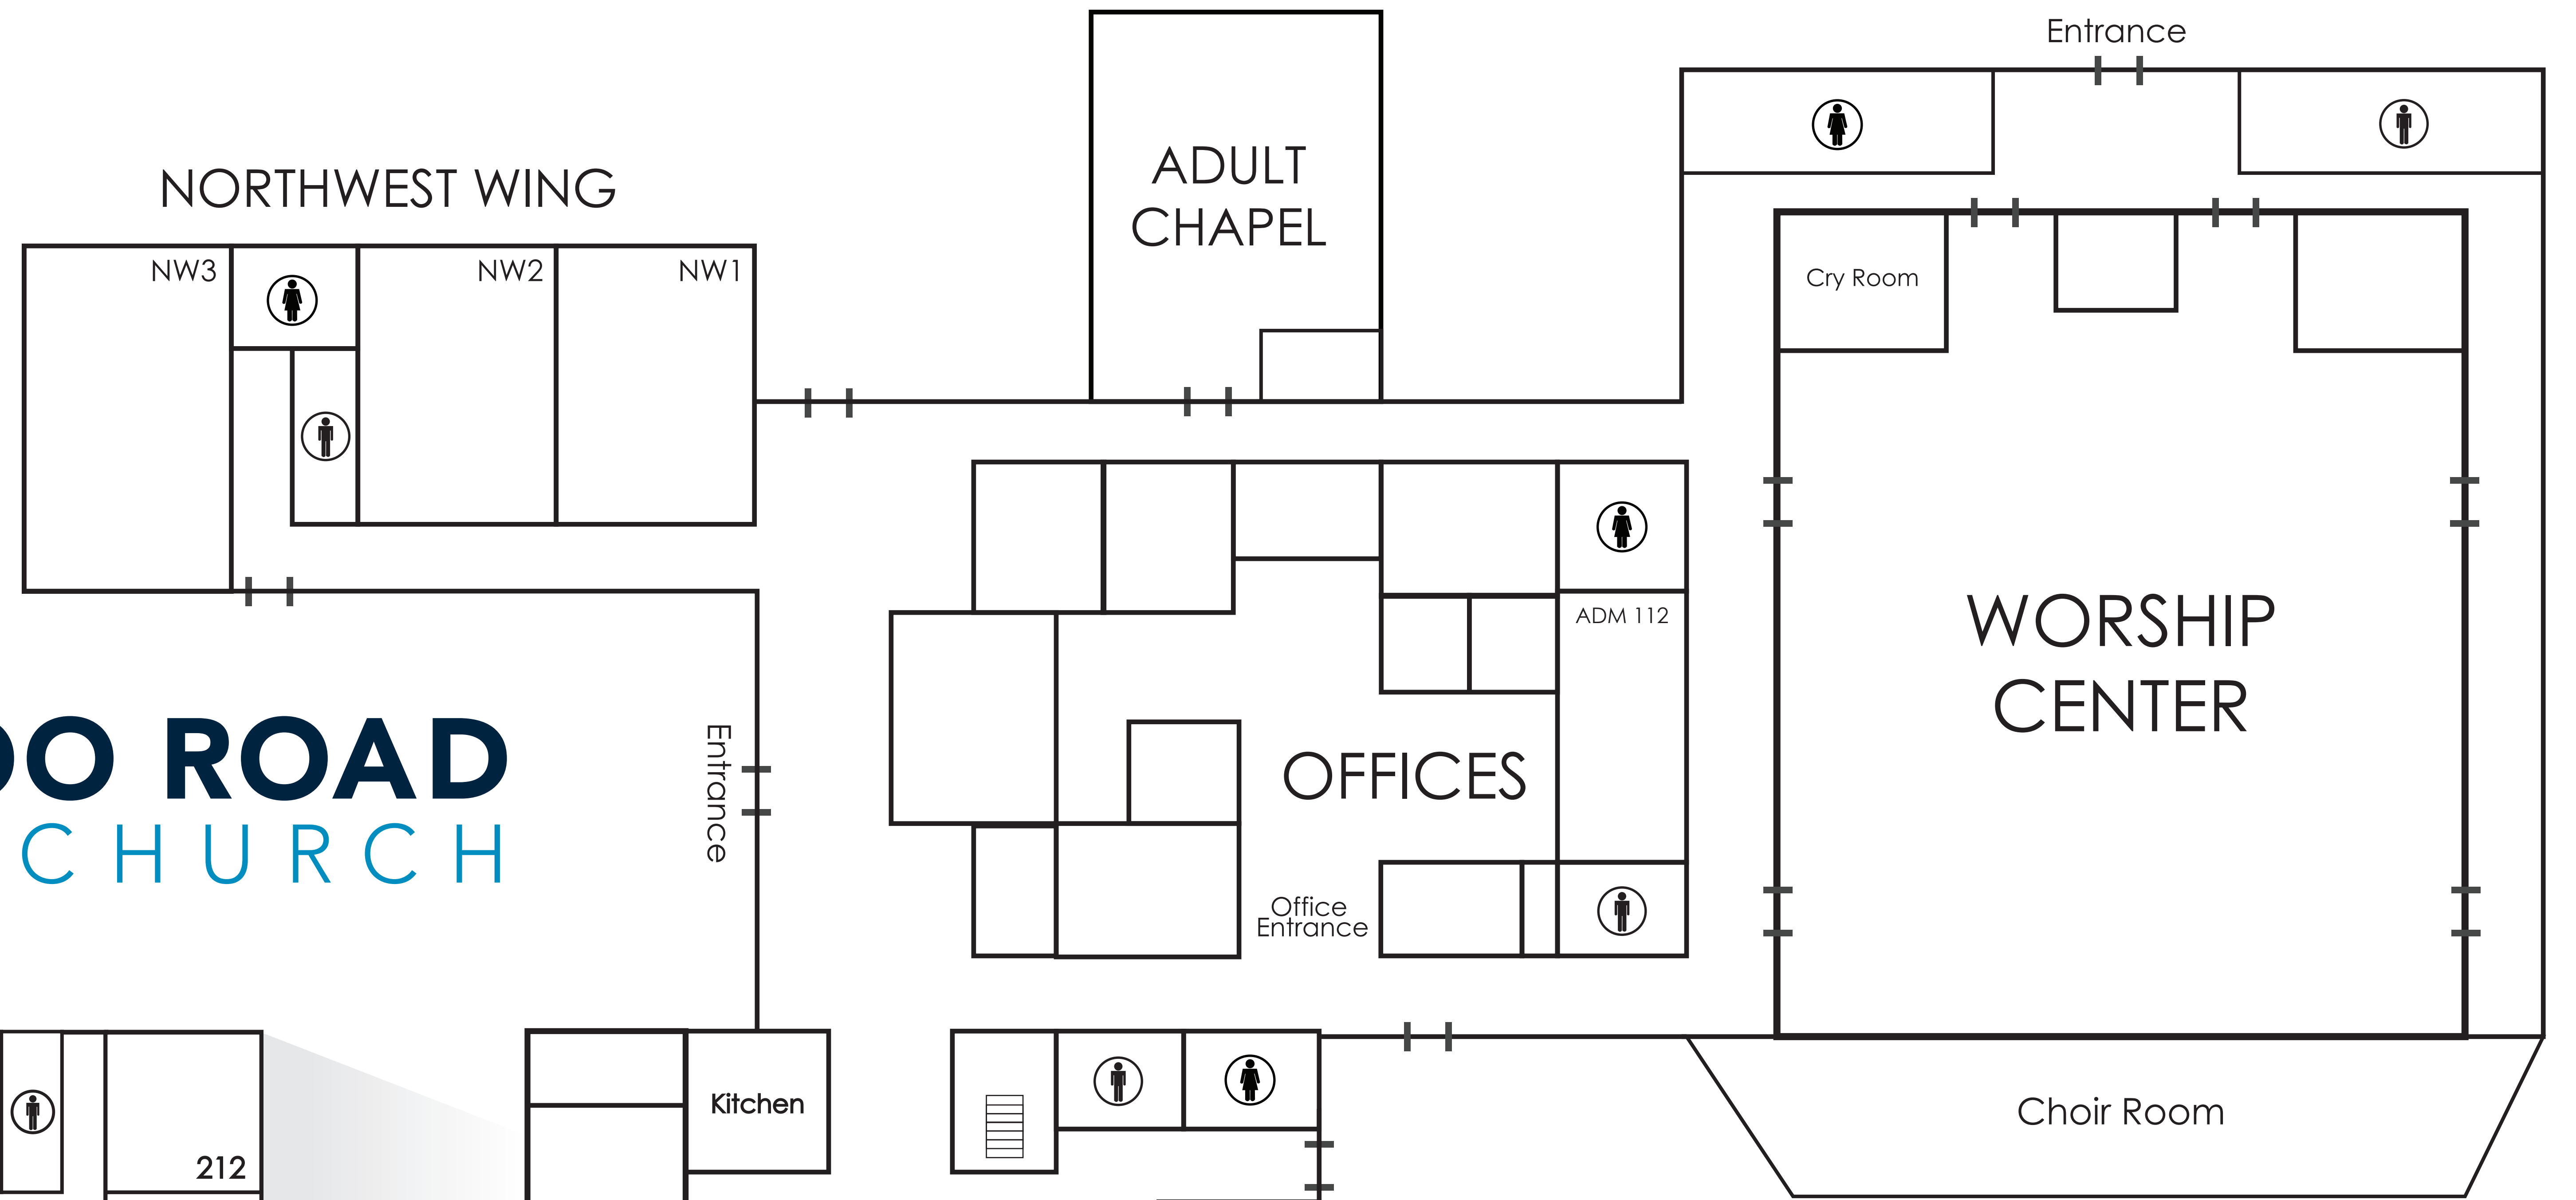 Entrance
NORTHWEST WING
ADULT
CHAPEL
NW3
NW2
NW1
Cry Room
ADM 112
WORSHIP
CENTER
Entrance
ROAD
CHURCH
OFFICES
Office
Entrance
Kitchen
Choir Room
212